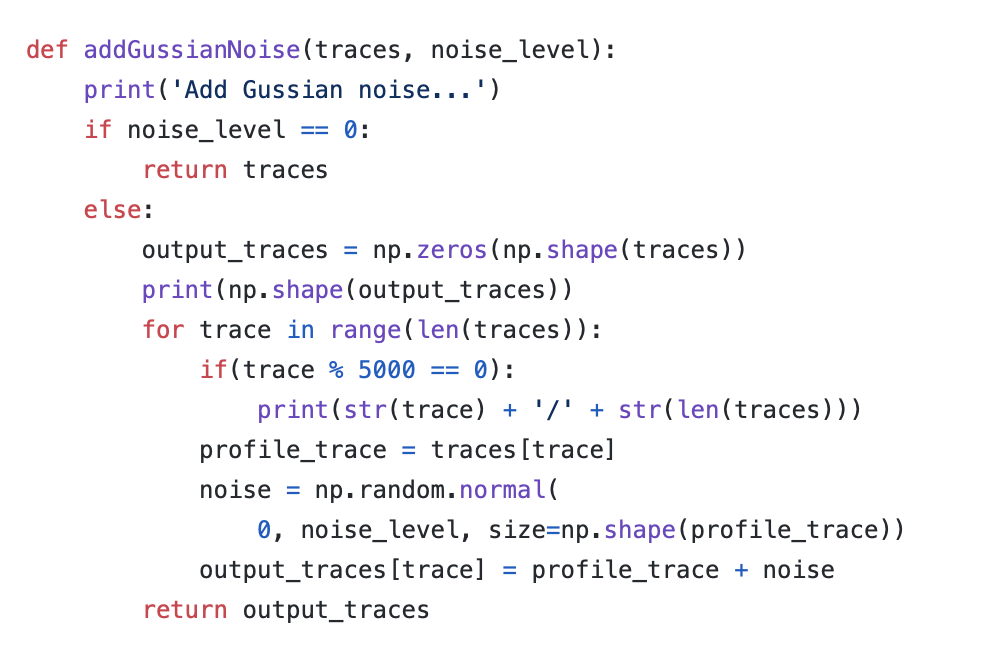 def addGussianNoise(traces, noise_level):
    print('Add Gussian noise...')
    if noise_level == 0:
        return traces
    else:
        output_traces = np.zeros(np.shape(traces))
        print(np.shape(output_traces))
        for trace in range(len(traces)):
            if(trace % 5000 == 0):
                print(str(trace) + '/' + str(len(traces)))
            profile_trace = traces[trace]
            noise = np.random.normal(
                0, noise_level, size=np.shape(profile_trace))
            output_traces[trace] = profile_trace + noise
        return output_traces